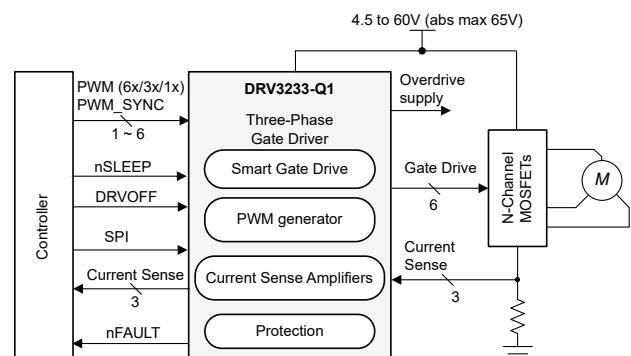 4.5 to 60V (abs max 65V)
PWM (6x/3x/1x)
PWM_SYNC
1 ~ 6
nSLEEP
DRVOFF
SPI
Current Sense
3
nFAULT
Controller
DRV3233-Q1
Three-Phase
Gate Driver
Smart Gate Drive
PWM generator
Current Sense Amplifiers
Protection
Overdrive
supply
Gate Drive
6
Current
Sense
3
N-Channel
MOSFETs
M